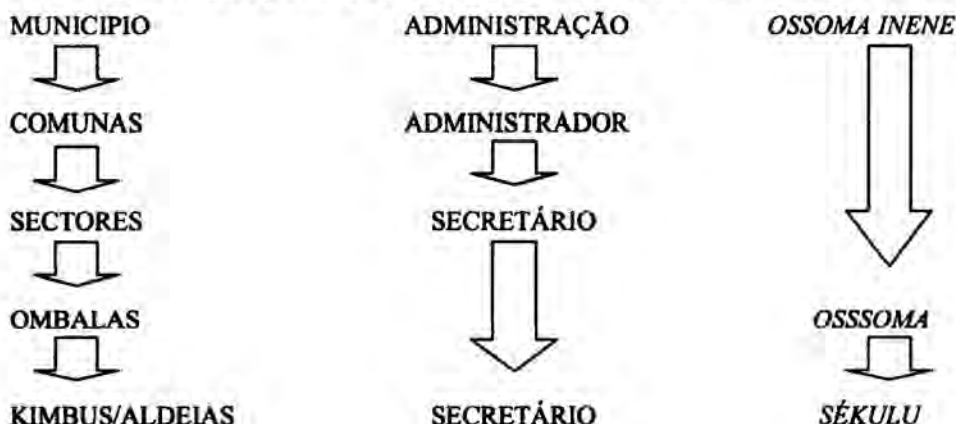 MUNICIPIO ADMINISTRAÇÃO OSSOMA INENE
COMUNAS ADMINISTRADOR
SECTORES SECRETÁRIO
OMBALAS OSSSOMA
KIMBUS/ALDEIAS SECRETÁRIO SÉKULU